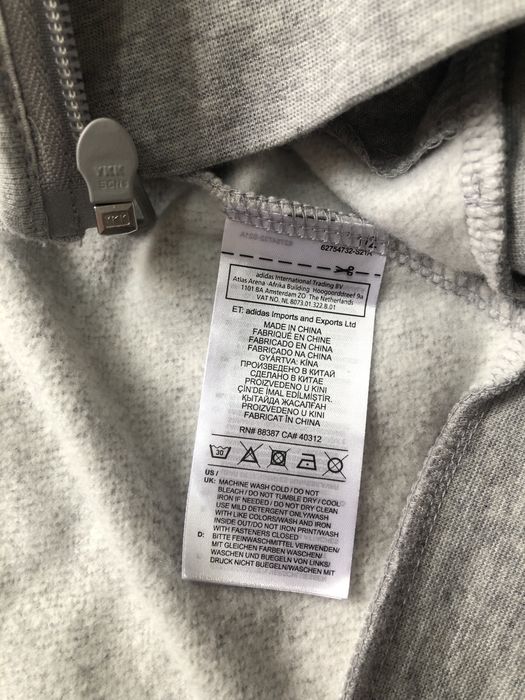 YKK
YKK
62754732-S21A
adidas International Trading BV
Atlas Arena -Afrika Building Hoogoorddreef 9a
1101 BA Amsterdam ZO The Netherlands
VAT NO. NL.8073.01.322.B.01
ET: adidas Imports and Exports Ltd
MADE IN CHINA
FABRIQUÉ EN CHINE
FABRICADO EN CHINA
FABRICADO NA CHINA
GYÁRTVA: KÍNA
ПРОИЗВЕДЕНО В КИТАЙ
СДЕЛАНО В КИТАЕ
PROIZVEDENO U KINI
ÇİN'DE İMAL EDİLMİŞTİR.
ҚЫТАЙДА ЖАСАЛҒАН
PROIZVEDENO U KINI
FABRICAT ÎN CHINA
RN# 88387 CA# 40312
30
US /
UK: MACHINE WASH COLD / DO NOT
BLEACH / DO NOT TUMBLE DRY / COOL
IRON IF NEEDED / DO NOT DRY CLEAN
USE MILD DETERGENT ONLY/WASH
WITH LIKE COLORS/WASH AND IRON
INSIDE OUT/DO NOT IRON PRINT/WASH
WITH FASTENERS CLOSED
D: BITTE FEINWASCHMITTEL VERWENDEN/
MIT GLEICHEN FARBEN WASCHEN/
WASCHEN UND BUEGELN VON LINKS/
DRUCK NICHT BUEGELN/WASCHEN MIT